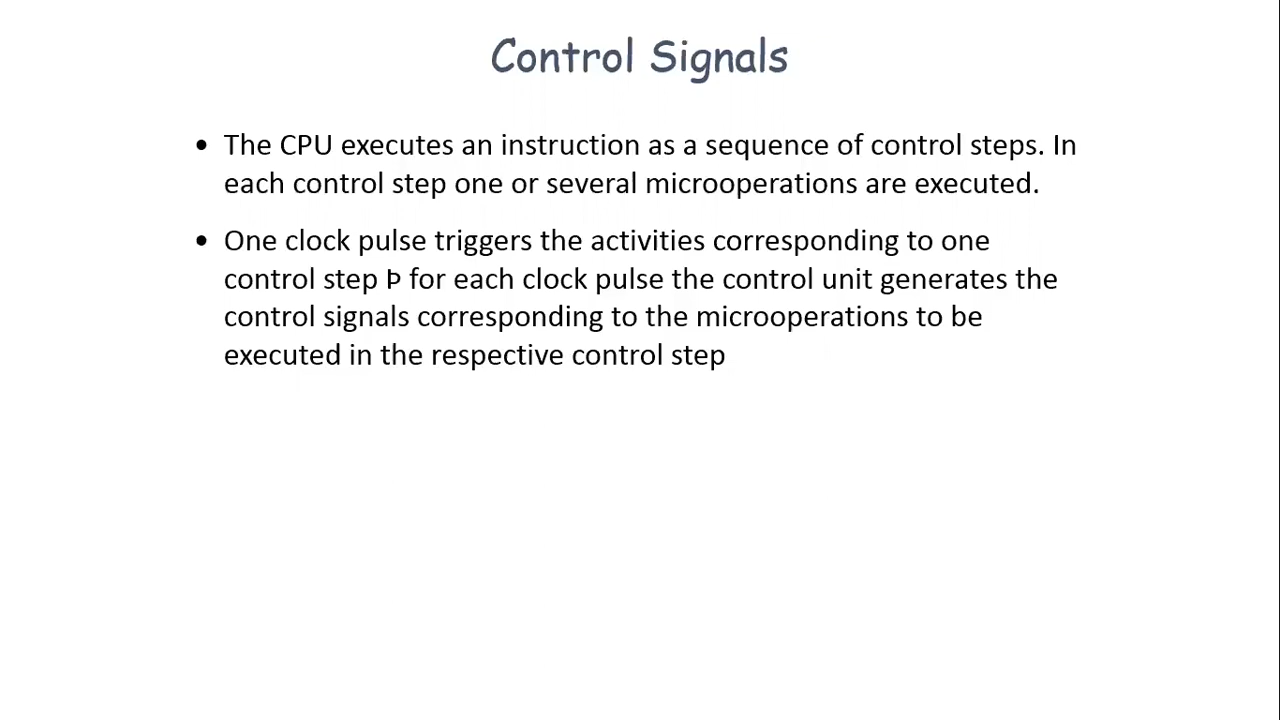 Control Signals
• The CPU executes an instruction as a sequence of control steps. In
each control step one or several microoperations are executed.
• One clock pulse triggers the activities corresponding to one
control step Þ for each clock pulse the control unit generates the
control signals corresponding to the microoperations to be
executed in the respective control step